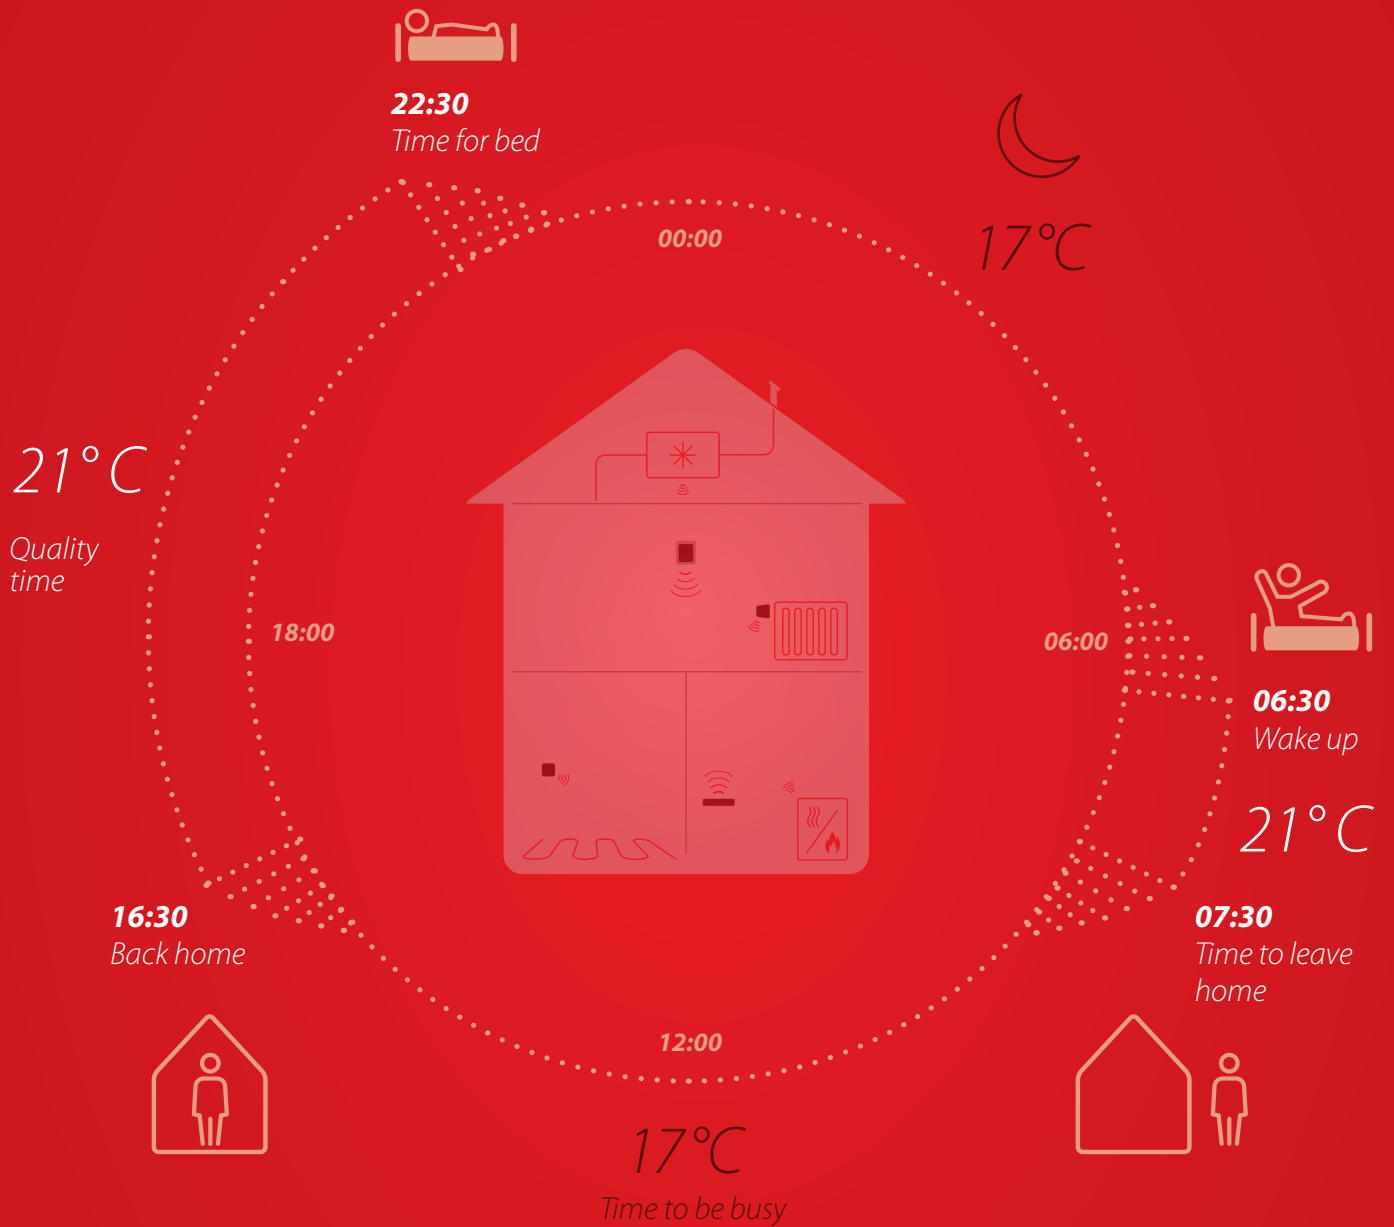 22:30
Time for bed
00:00
17°C
21°C
Quality
time
18:00
06:00
06:30
Wake up
21°C
16:30
Back home
07:30
Time to leave
home
12:00
17°C
Time to be busy